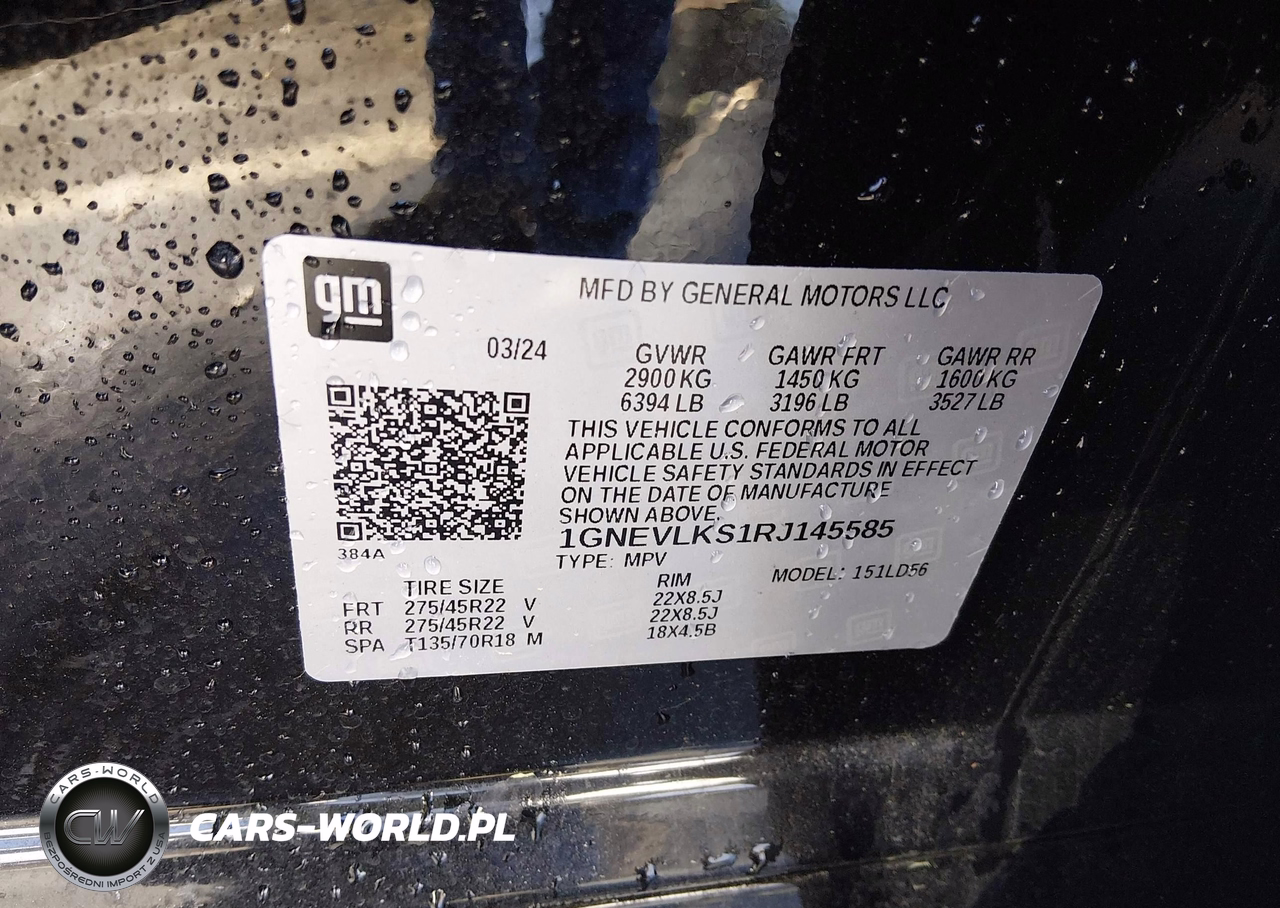 gm
MFD BY GENERAL MOTORS LLC
03/24
GVWR GAWR FRT GAWR RR
2900 KG 1450 KG 1600 KG
6394 LB 3196 LB 3527 LB
THIS VEHICLE CONFORMS TO ALL
APPLICABLE U.S. FEDERAL MOTOR
VEHICLE SAFETY STANDARDS IN EFFECT
ON THE DATE OF MANUFACTURE
SHOWN ABOVE.
1GNEVLKS1RJ145585
384A
TYPE: MPV MODEL: 151LD56
TIRE SIZE RIM
FRT 275/45R22 V 22X8.5J
RR 275/45R22 V 22X8.5J
SPA T135/70R18 M 18X4.5B
CARS-WORLD
CW
BEZPOŚREDNI IMPORT Z USA
CARS-WORLD.PL